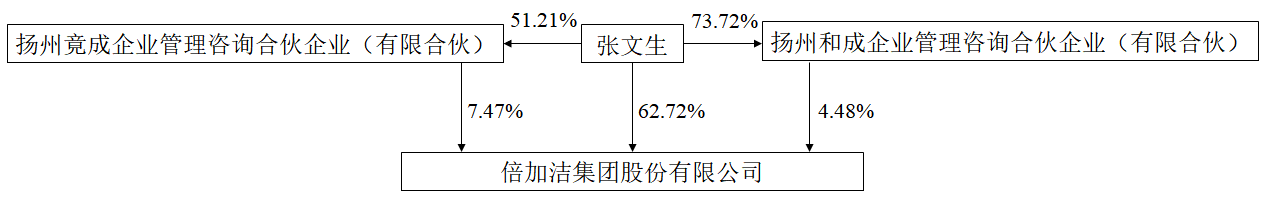 51.21%
73.72%
扬州竟成企业管理咨询合伙企业（有限合伙）
张文生
扬州和成企业管理咨询合伙企业（有限合伙）
7.47%
62.72%
4.48%
倍加洁集团股份有限公司